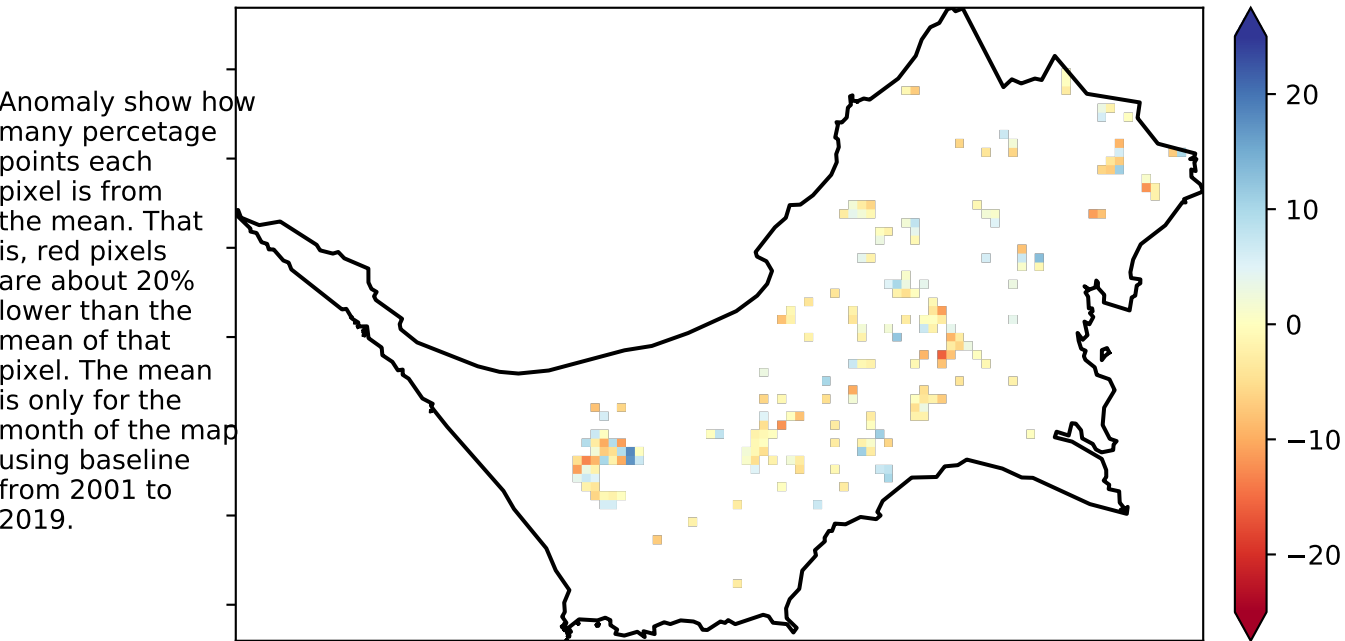 Anomaly show how
many percetage
points each
pixel is from
the mean. That
is, red pixels
are about 20%
lower than the
mean of that
pixel. The mean
is only for the
month of the map
using baseline
from 2001 to
2019.
20
10
0
−10
−20